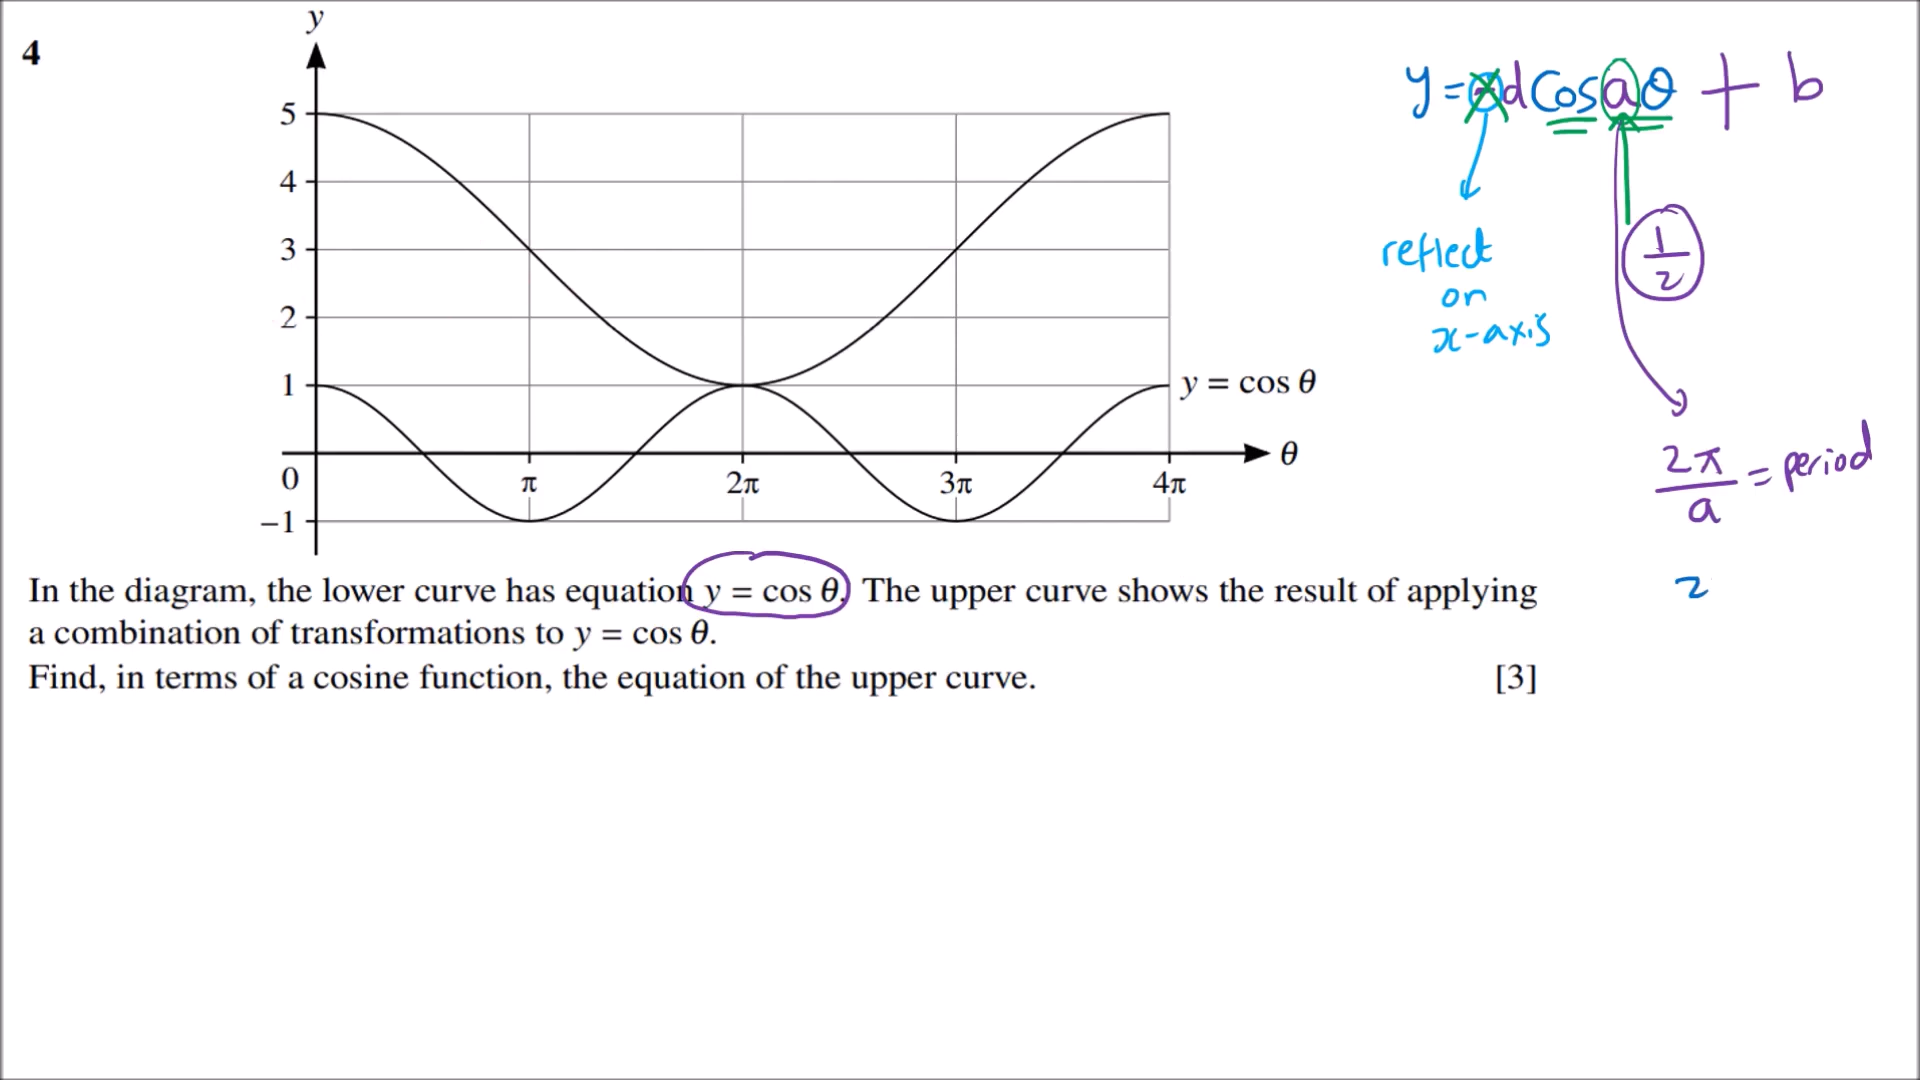 4
y
5
4
3
2
1
0
−1
π
2π
3π
4π
θ
y = cos θ
y = d cos aθ + b
reflect
on
x-axis
1/2
2π/a = period
2
In the diagram, the lower curve has equation y = cos θ. The upper curve shows the result of applying
a combination of transformations to y = cos θ.
Find, in terms of a cosine function, the equation of the upper curve. [3]